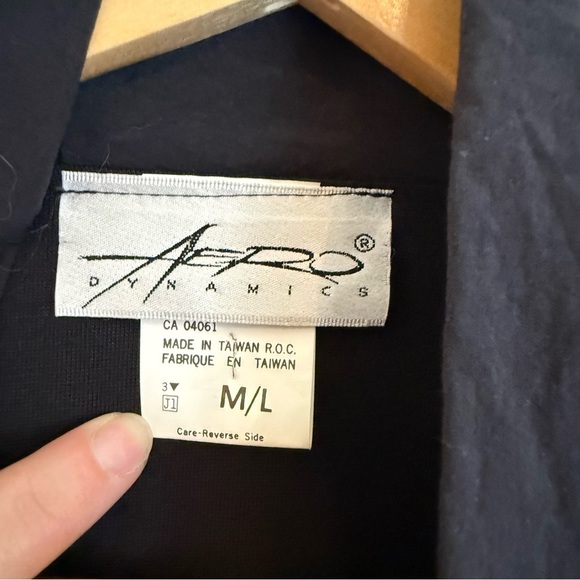 AERO®
DYNAMICS
CA 04061
MADE IN TAIWAN R.O.C.
FABRIQUE EN TAIWAN
3▼
J1
M/L
Care-Reverse Side